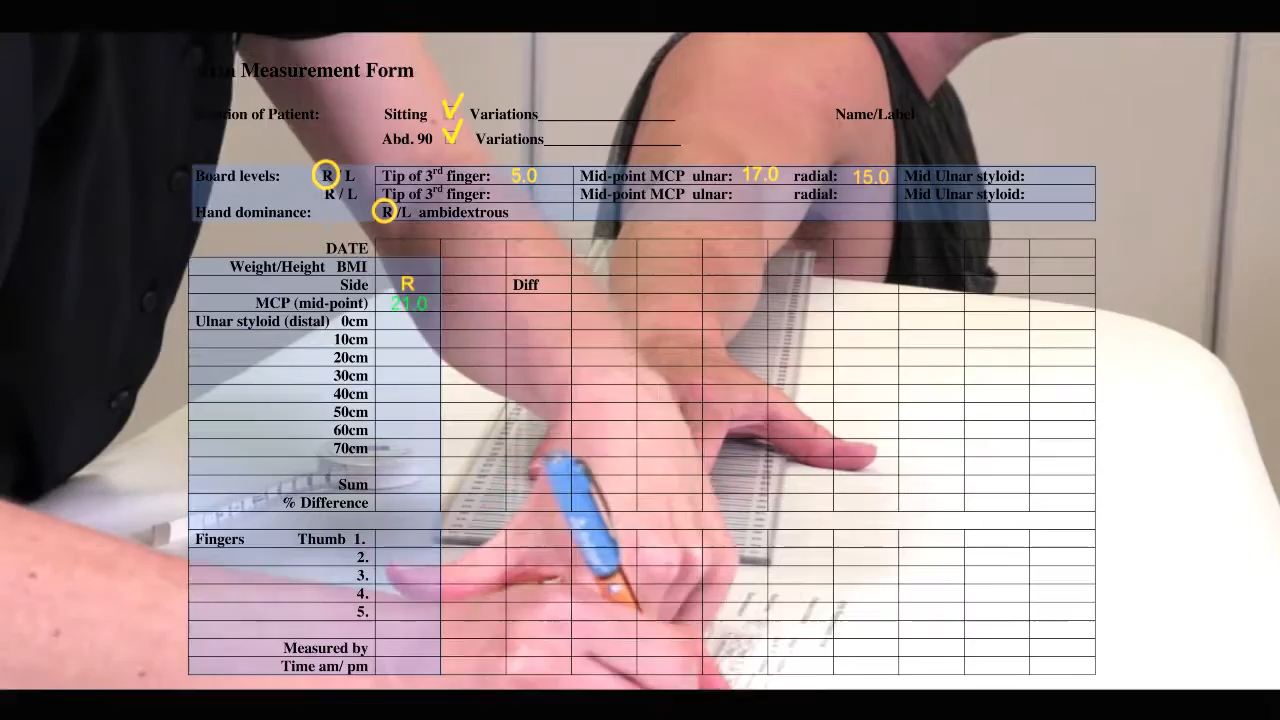 Measurement Form
of Patient: Sitting ✓ Variations
Abd. 90 ✓ Variations
Name/Label
Board levels: R / L Tip of 3rd finger: 5.0 Mid-point MCP ulnar: 17.0 radial: 15.0 Mid Ulnar styloid:
R / L Tip of 3rd finger: Mid-point MCP ulnar: radial: Mid Ulnar styloid:
Hand dominance: R/L ambidextrous
DATE
Weight/Height BMI
Side R Diff
MCP (mid-point) 21.0
Ulnar styloid (distal) 0cm
10cm
20cm
30cm
40cm
50cm
60cm
70cm
Sum
% Difference
Fingers Thumb 1.
2.
3.
4.
5.
Measured by
Time am/ pm